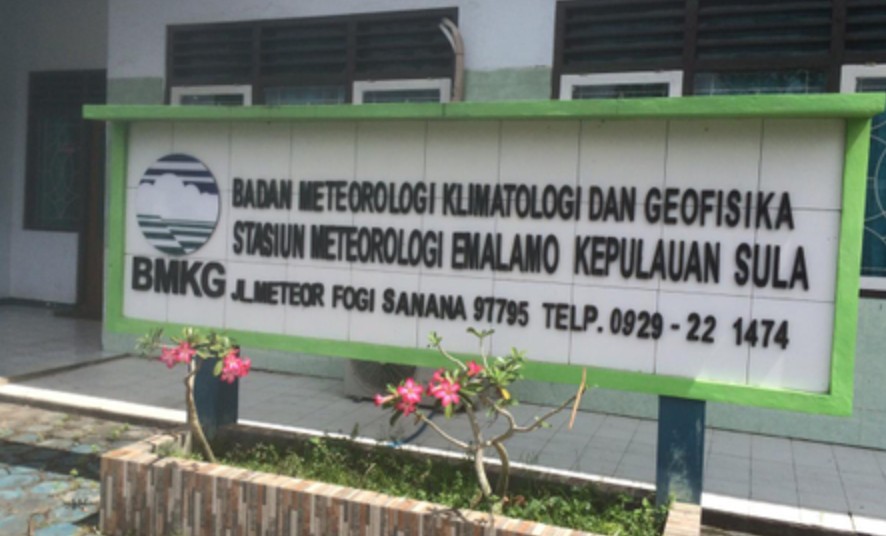 BADAN METEOROLOGI KLIMATOLOGI DAN GEOFISIKA
STASIUN METEOROLOGI EMALAMO KEPULAUAN SULA
BMKG
JL.METEOR FOGI SANANA 97795 TELP. 0929 - 22 1474